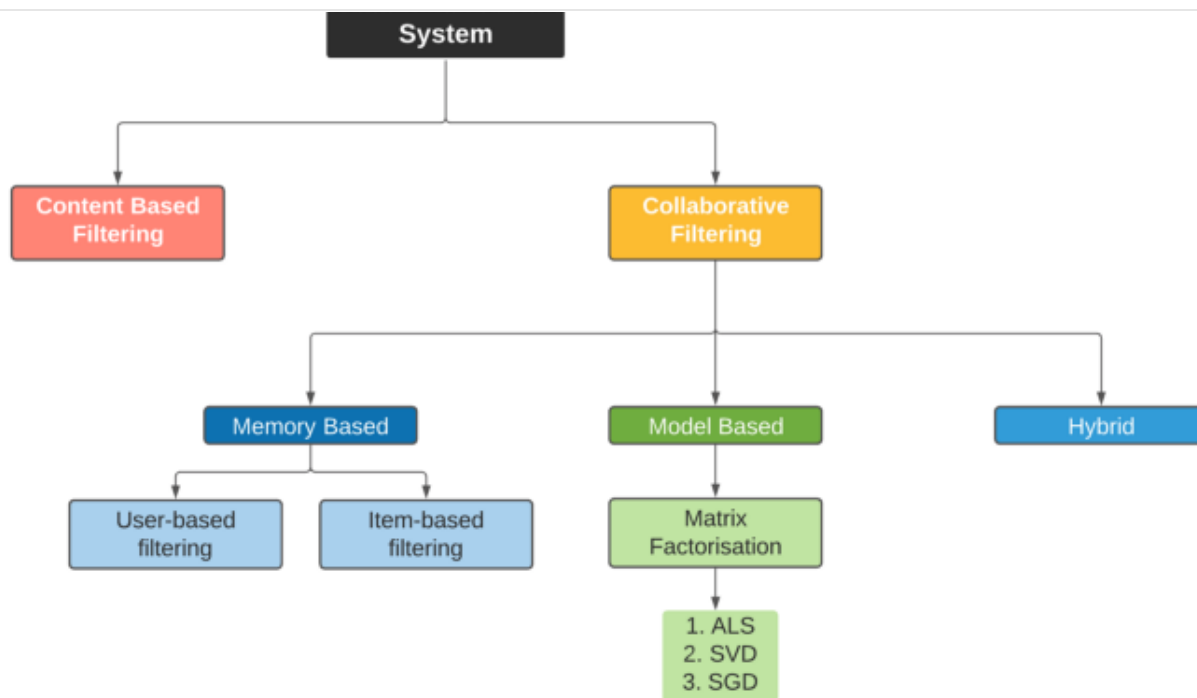 System
Content Based
Filtering
Collaborative
Filtering
Memory Based
Model Based
Hybrid
User-based
filtering
Item-based
filtering
Matrix
Factorisation
1. ALS
2. SVD
3. SGD